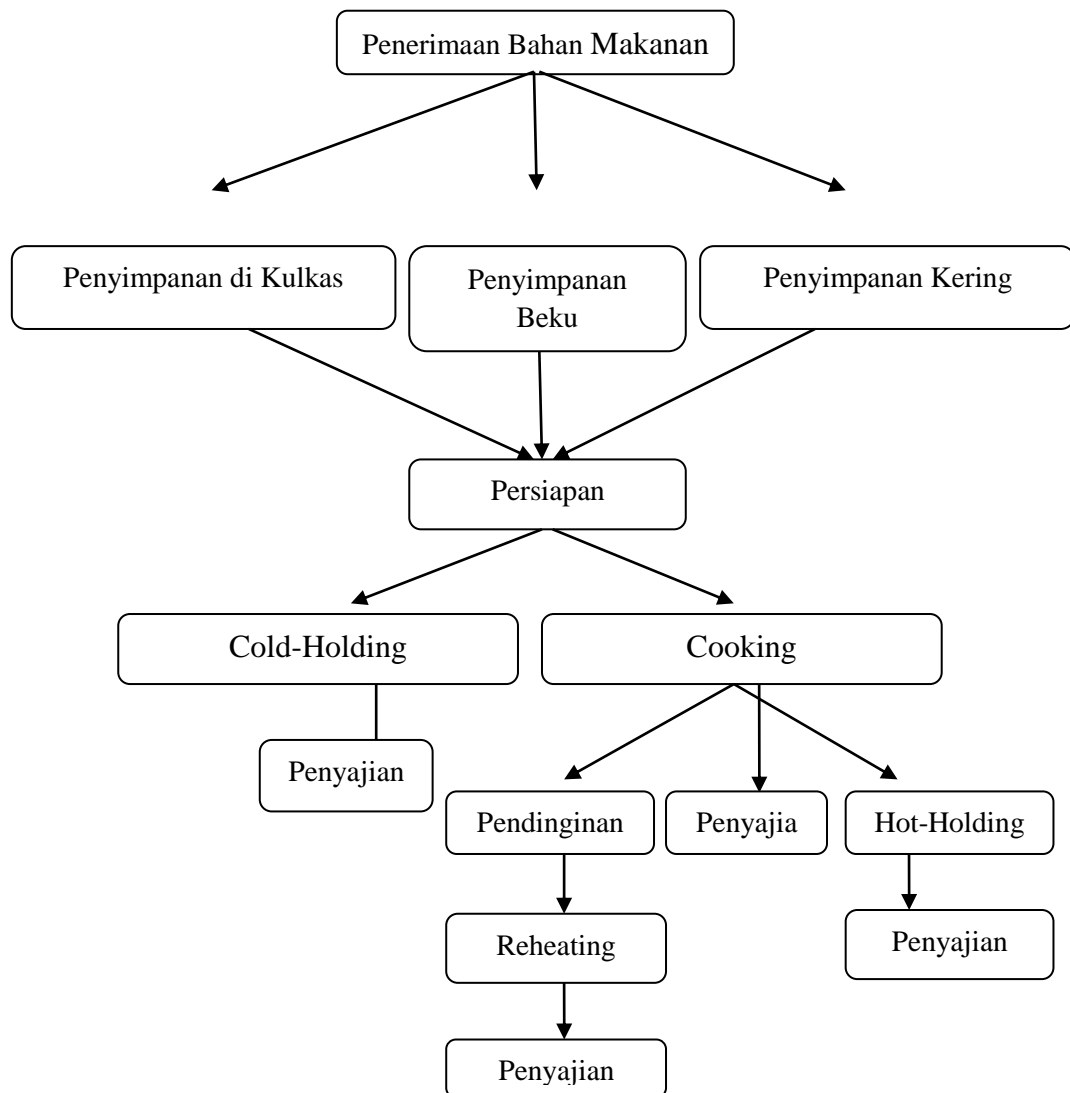 Penerimaan Bahan Makanan
Penyimpanan di Kulkas
Penyimpanan
Beku
Penyimpanan Kering
Persiapan
Cold-Holding
Cooking
Penyajian
Pendinginan
Penyajia
Hot-Holding
Reheating
Penyajian
Penyajian